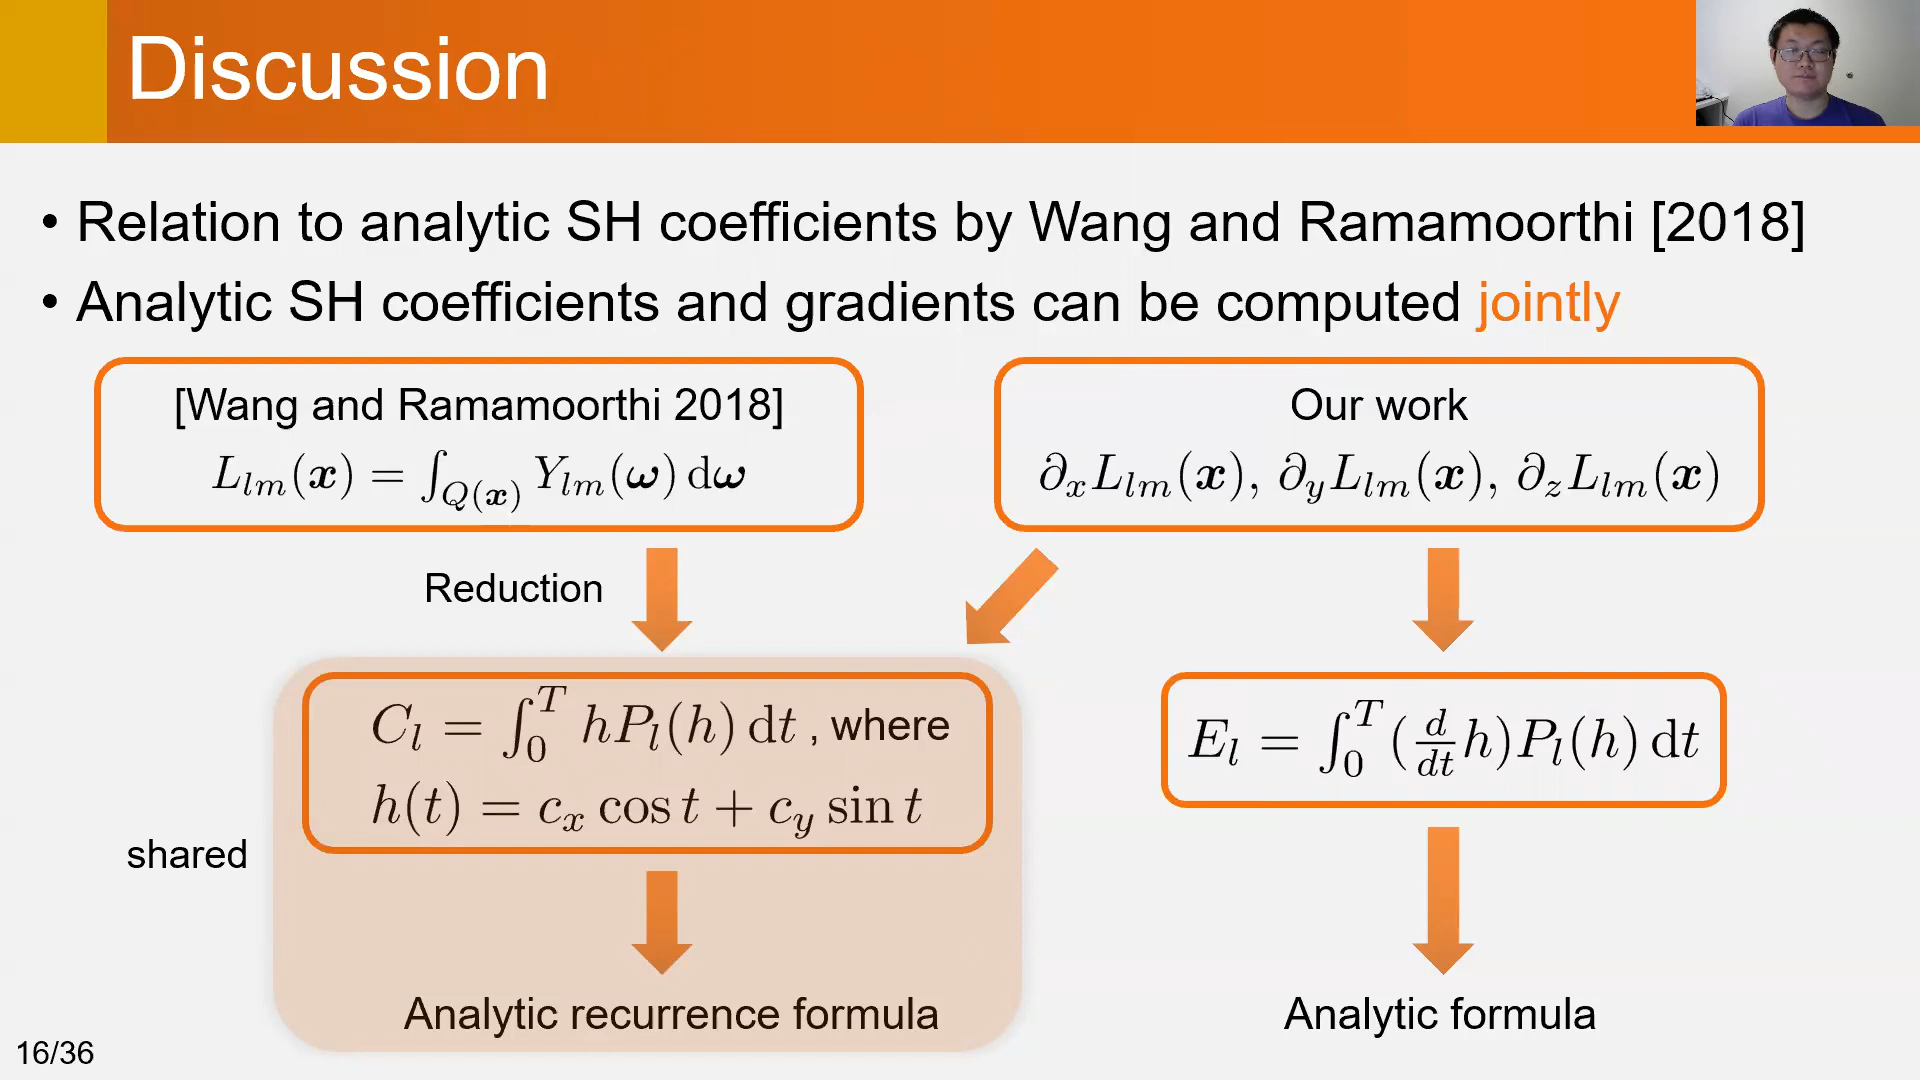 Discussion
• Relation to analytic SH coefficients by Wang and Ramamoorthi [2018]
• Analytic SH coefficients and gradients can be computed jointly
[Wang and Ramamoorthi 2018]
L_{lm}(x) = ∫_{Q(x)} Y_{lm}(ω) dω
Our work
∂_x L_{lm}(x), ∂_y L_{lm}(x), ∂_z L_{lm}(x)
Reduction
C_l = ∫_0^T hP_l(h) dt , where
h(t) = c_x cos t + c_y sin t
E_l = ∫_0^T (d/dt h)P_l(h) dt
shared
Analytic recurrence formula
Analytic formula
16/36